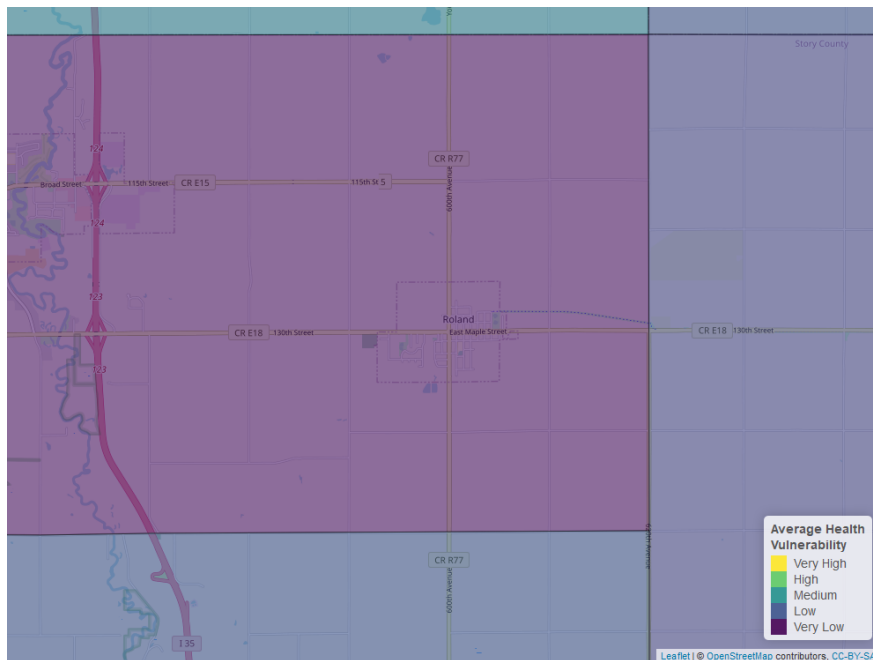 Story County
124
CR R77
Broad Street
115th Street
CR E15
115th St 5
600th Avenue
124
123
Roland
CR E18
130th Street
East Maple Street
CR E18
130th Street
123
CR R77
600th Avenue
I 35
Average Health
Vulnerability
Very High
High
Medium
Low
Very Low
Leaflet | © OpenStreetMap contributors, CC-BY-SA